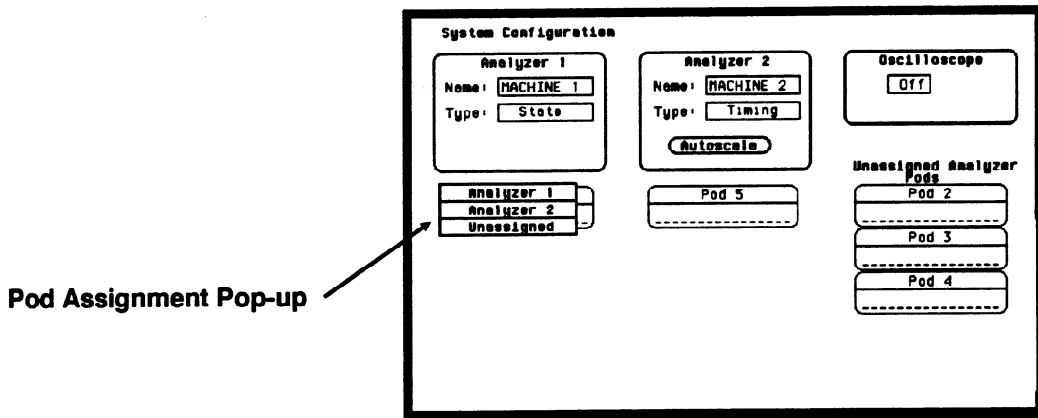 System Configuration
Analyzer 1
Name: MACHINE 1
Type: State
Analyzer 2
Name: MACHINE 2
Type: Timing
Autoscale
Oscilloscope
Off
Unassigned Analyzer
Pods
Analyzer 1
Analyzer 2
Unassigned
Pod 5
Pod 2
Pod 3
Pod 4
Pod Assignment Pop-up